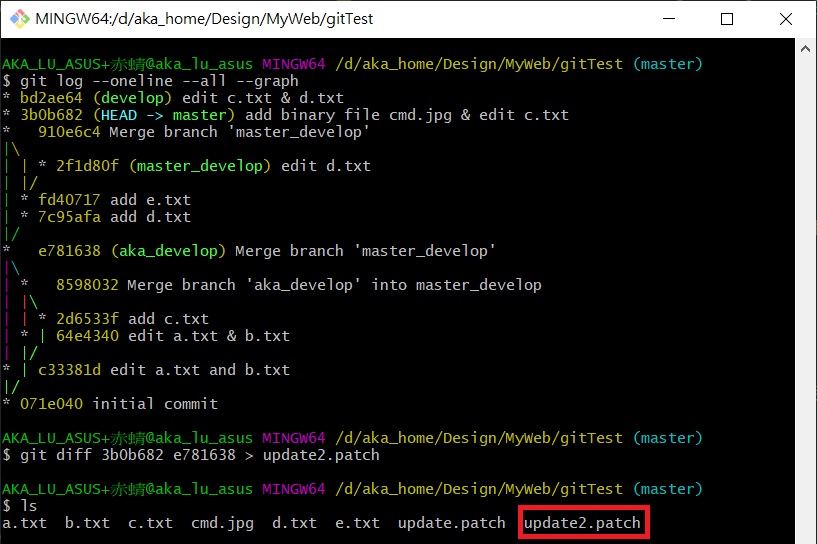 MINGW64:/d/aka_home/Design/MyWeb/gitTest
AKA_LU_ASUS+赤蜻@aka_lu_asus MINGW64 /d/aka_home/Design/MyWeb/gitTest (master)
$ git log --oneline --all --graph
* bd2ae64 (develop) edit c.txt & d.txt
* 3b0b682 (HEAD -> master) add binary file cmd.jpg & edit c.txt
*   910e6c4 Merge branch 'master_develop'
|\
| | * 2f1d80f (master_develop) edit d.txt
| |/
| * fd40717 add e.txt
| * 7c95afa add d.txt
|/
*   e781638 (aka_develop) Merge branch 'master_develop'
|\
| *   8598032 Merge branch 'aka_develop' into master_develop
| |\
| | * 2d6533f add c.txt
| * | 64e4340 edit a.txt & b.txt
| |/
* | c33381d edit a.txt and b.txt
|/
* 071e040 initial commit
AKA_LU_ASUS+赤蜻@aka_lu_asus MINGW64 /d/aka_home/Design/MyWeb/gitTest (master)
$ git diff 3b0b682 e781638 > update2.patch
AKA_LU_ASUS+赤蜻@aka_lu_asus MINGW64 /d/aka_home/Design/MyWeb/gitTest (master)
$ ls
a.txt  b.txt  c.txt  cmd.jpg  d.txt  e.txt  update.patch  update2.patch